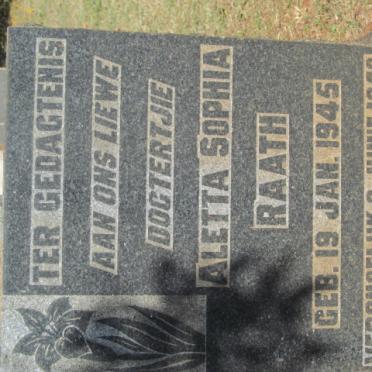 TER GEDAGTENIS
AAN ONS LIEWE
DOGTERTJIE
ALETTA SOPHIA
RAATH
GEB. 19 JAN. 1945